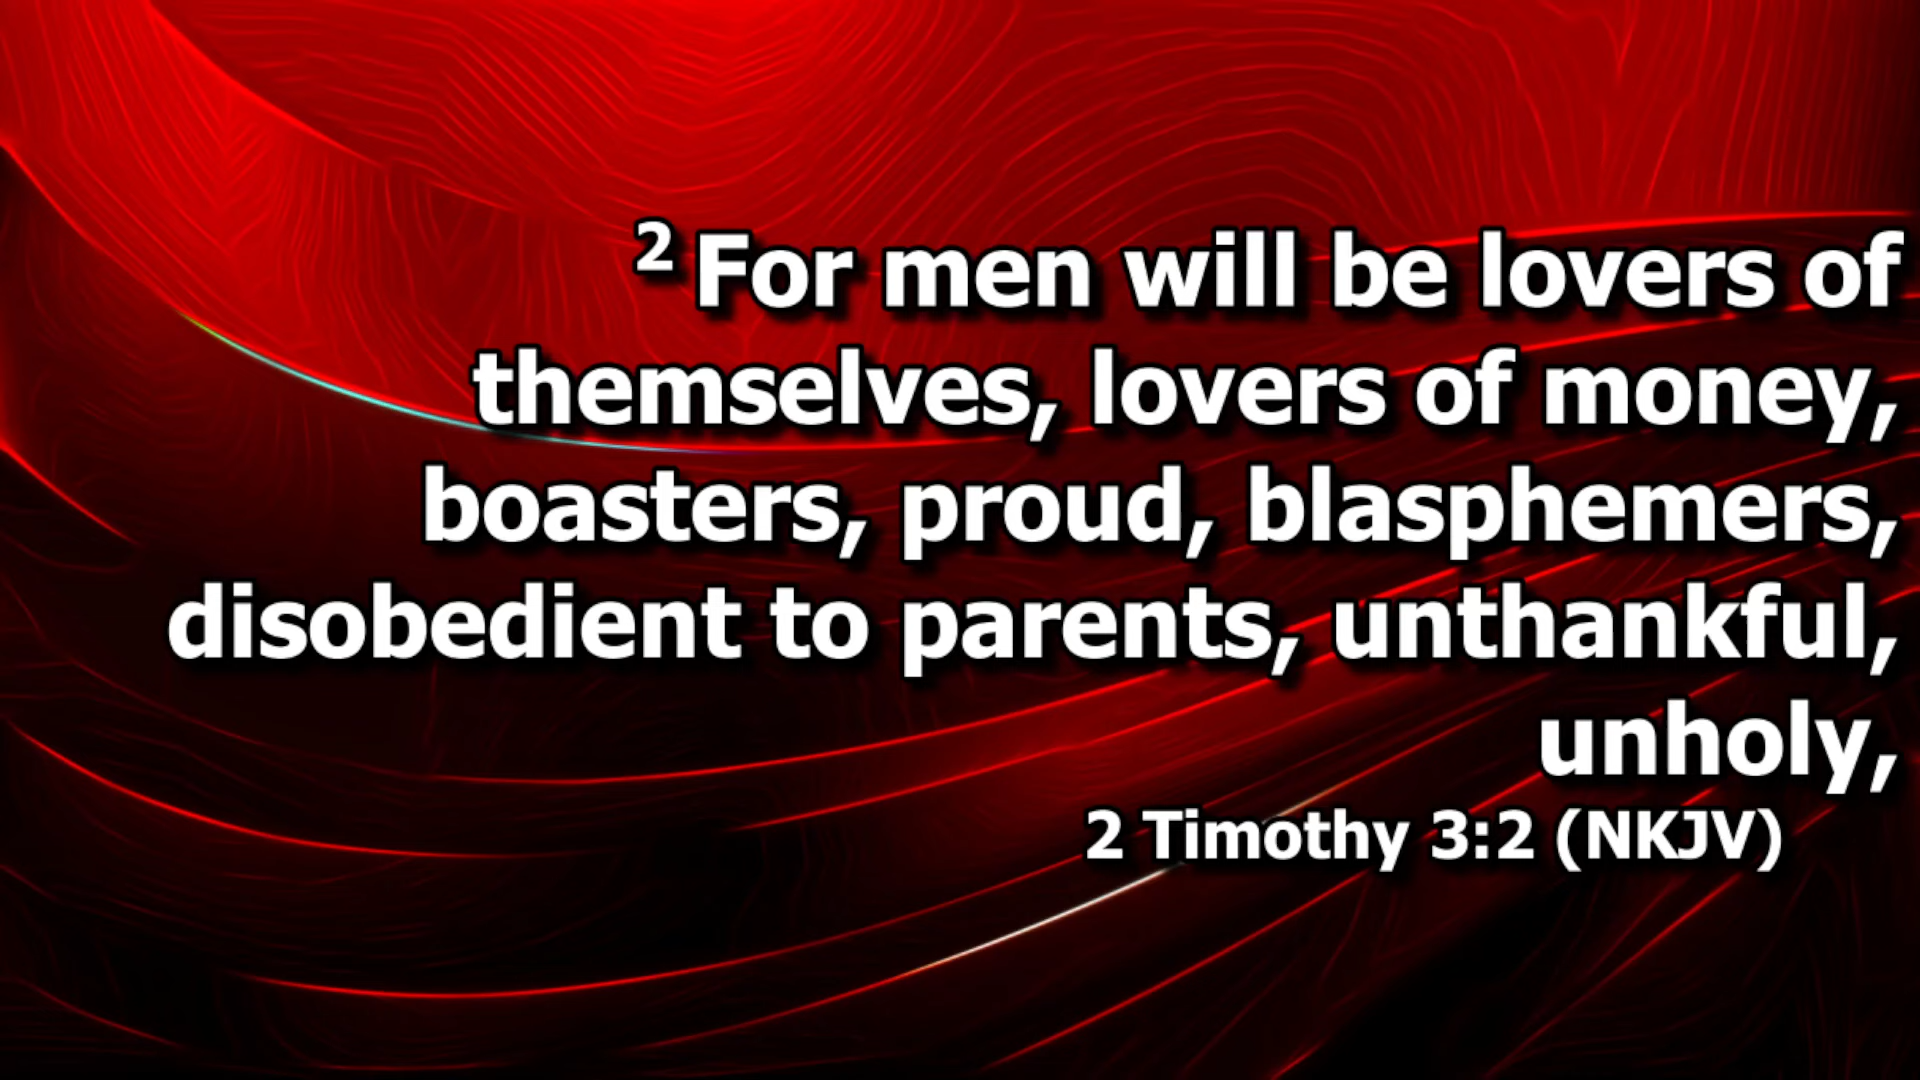 2 For men will be lovers of
themselves, lovers of money,
boasters, proud, blasphemers,
disobedient to parents, unthankful,
unholy,
2 Timothy 3:2 (NKJV)